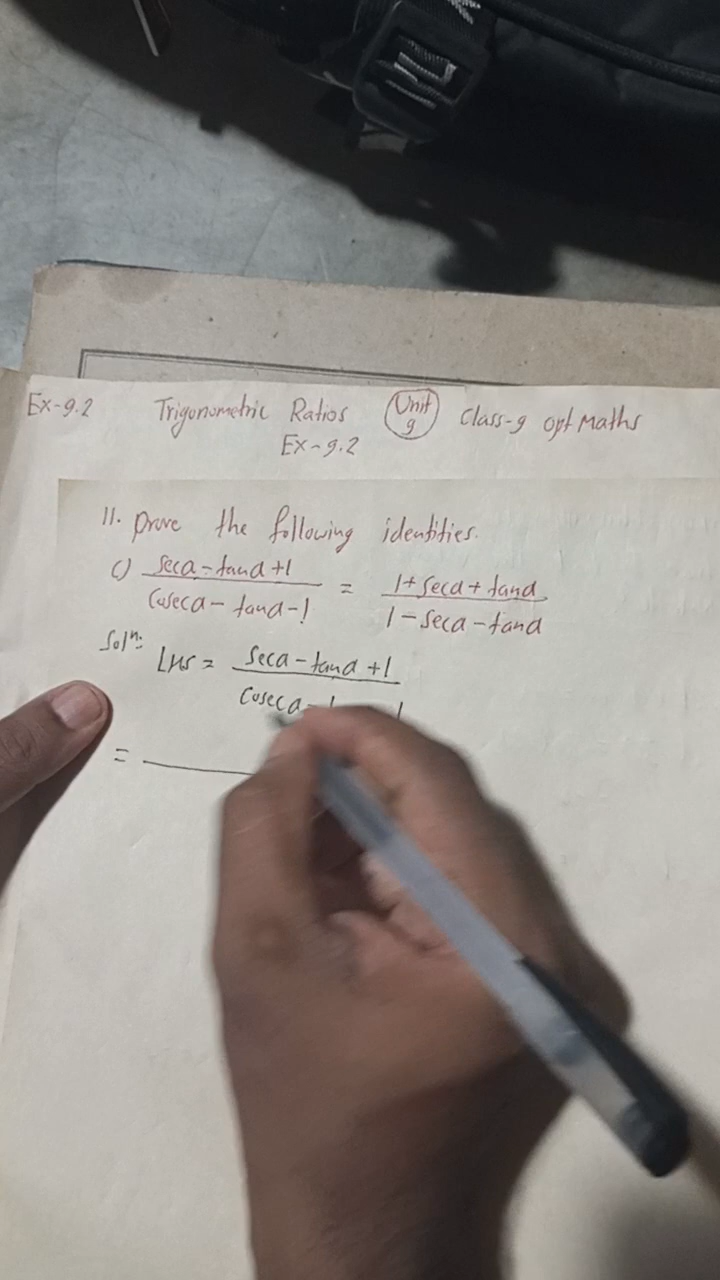 Ex-9.2 Trigonometric Ratios Unit 9 Class-9 opt Maths
Ex-9.2
11. prove the following identities.
c) seca-tana+1 / coseca-tana-1 = 1+seca+tana / 1-seca-tana
Solⁿ:
LHS = seca-tana+1 / coseca-
=